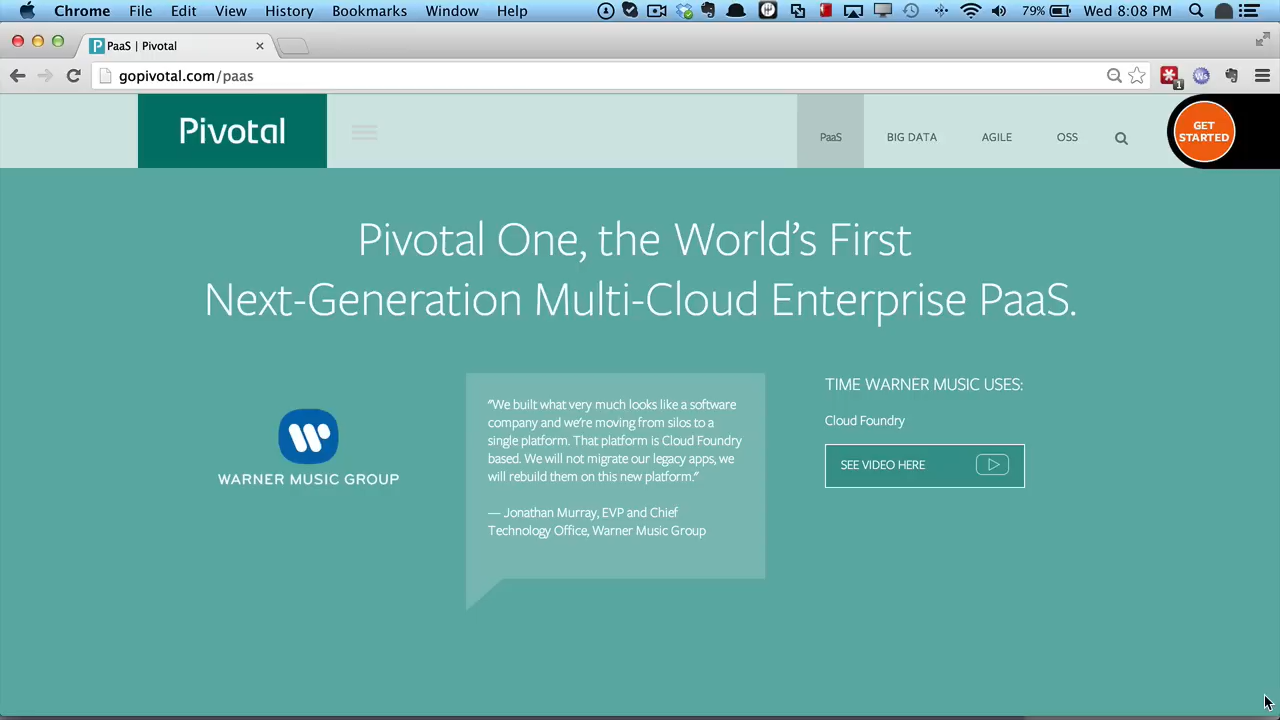 Chrome File Edit View History Bookmarks Window Help 79% Wed 8:08 PM
PaaS | Pivotal
gopivotal.com/paas
1
Pivotal
PaaS BIG DATA AGILE OSS
GET
STARTED
Pivotal One, the World's First
Next-Generation Multi-Cloud Enterprise PaaS.
WARNER MUSIC GROUP
"We built what very much looks like a software
company and we're moving from silos to a
single platform. That platform is Cloud Foundry
based. We will not migrate our legacy apps, we
will rebuild them on this new platform."
— Jonathan Murray, EVP and Chief
Technology Office, Warner Music Group
TIME WARNER MUSIC USES:
Cloud Foundry
SEE VIDEO HERE